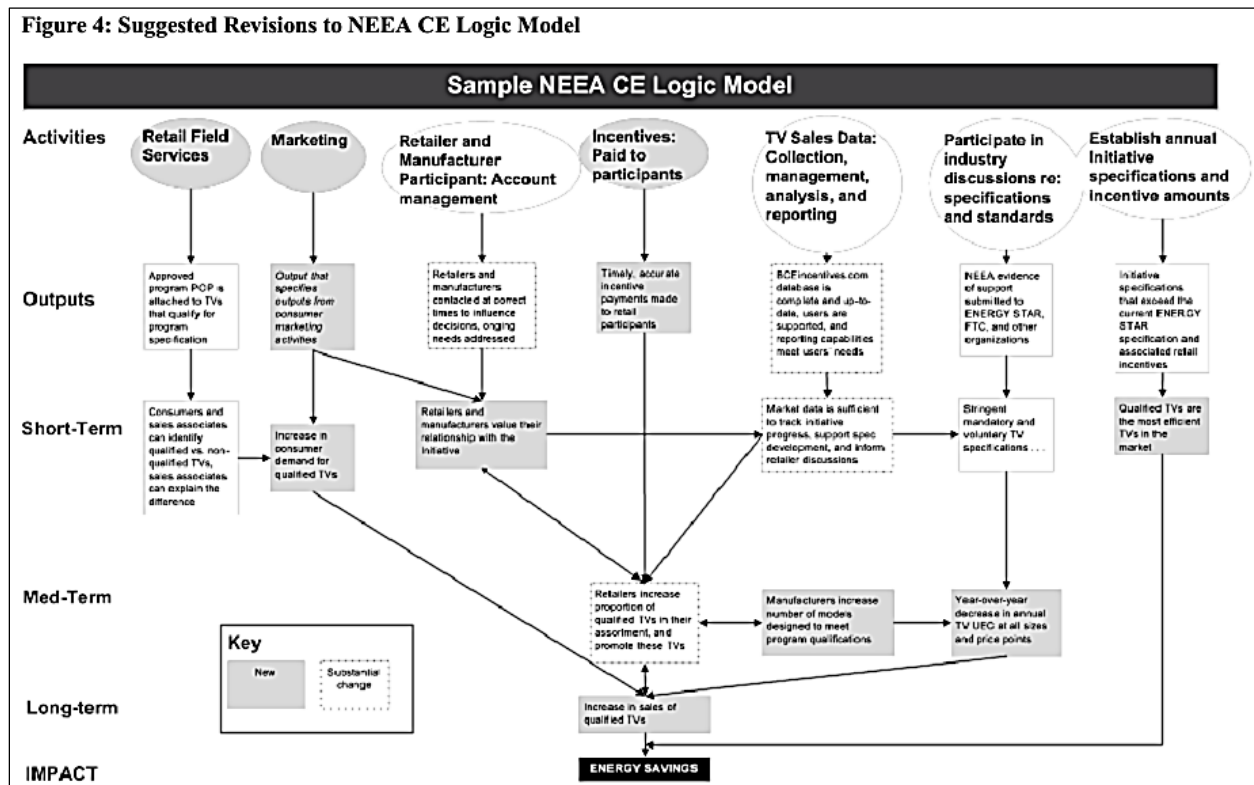 Figure 4: Suggested Revisions to NEEA CE Logic Model
Sample NEEA CE Logic Model
Activities
Retail Field
Services
Marketing
Retailer and
Manufacturer
Participant: Account
management
Incentives:
Paid to
participants
TV Sales Data:
Collection,
management,
analysis, and
reporting
Participate in
industry
discussions re:
specifications
and standards
Establish annual
Initiative
specifications and
incentive amounts
Outputs
Approved
program POP is
attached to TVs
that qualify for
program
specification
Output that
specifies
outputs from
consumer
marketing
activities
Retailers and
manufacturers
contacted at correct
times to influence
decisions, onging
needs addressed
Timely, accurate
incentive
payments made
to retail
participants
BCEincentives.com
database is
complete and up-to-
date, users are
supported, and
reporting capabilities
meet users' needs
NEEA evidence
of support
submitted to
ENERGY STAR,
FTC, and other
organizations
Initiative
specifications
that exceed the
current ENERGY
STAR
specification and
associated retail
incentives
Short-Term
Consumers and
sales associates
can identify
qualified vs. non-
qualified TVs,
sales associates
can explain the
difference
Increase in
consumer
demand for
qualified TVs
Retailers and
manufacturers value their
relationship with the
Initiative
Market data is sufficient
to track initiative
progress, support spec
development, and inform
retailer discussions
Stringent
mandatory and
voluntary TV
specifications . . .
Qualified TVs are
the most efficient
TVs in the
market
Med-Term
Retailers increase
proportion of
qualified TVs in their
assortment, and
promote these TVs
Manufacturers increase
number of models
designed to meet
program qualifications
Year-over-year
decrease in annual
TV UEC at all sizes
and price points
Key
New
Substantial
change
Long-term
Increase in sales of
qualified TVs
IMPACT
ENERGY SAVINGS